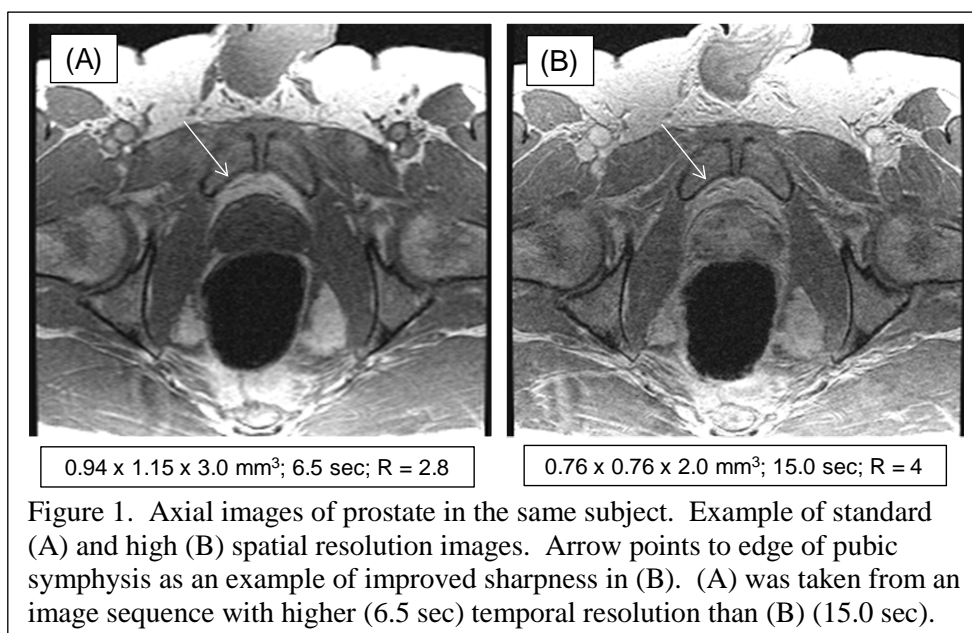 (A)
(B)
0.94 x 1.15 x 3.0 mm³; 6.5 sec; R = 2.8
0.76 x 0.76 x 2.0 mm³; 15.0 sec; R = 4
Figure 1.  Axial images of prostate in the same subject.  Example of standard
(A) and high (B) spatial resolution images.  Arrow points to edge of pubic
symphysis as an example of improved sharpness in (B).  (A) was taken from an
image sequence with higher (6.5 sec) temporal resolution than (B) (15.0 sec).